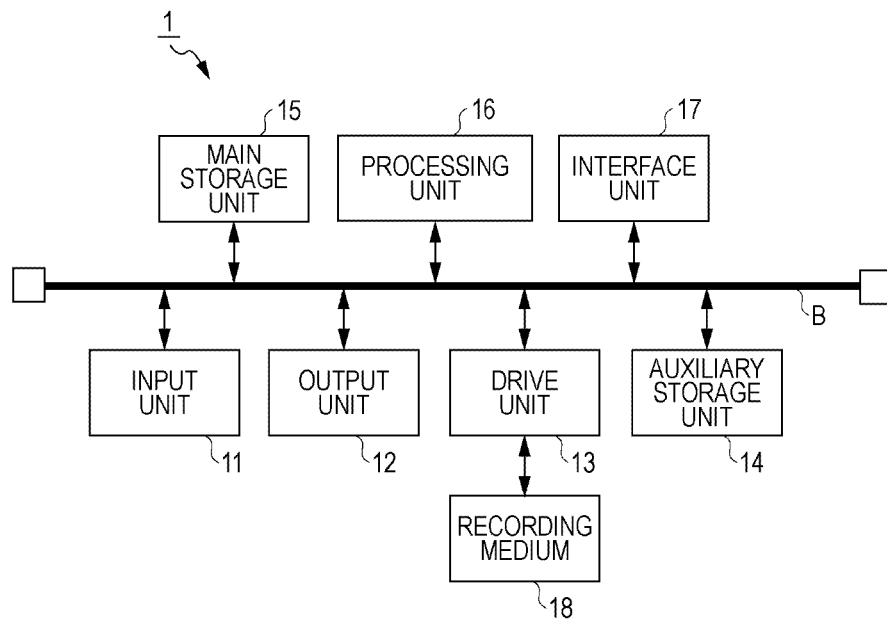 1
15
16
17
MAIN
STORAGE
UNIT
PROCESSING
UNIT
INTERFACE
UNIT
B
INPUT
UNIT
OUTPUT
UNIT
DRIVE
UNIT
AUXILIARY
STORAGE
UNIT
11
12
13
14
RECORDING
MEDIUM
18